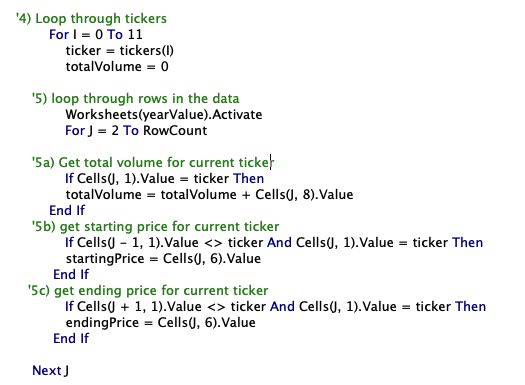 '4) Loop through tickers
For I = 0 To 11
ticker = tickers(I)
totalVolume = 0
'5) loop through rows in the data
Worksheets(yearValue).Activate
For J = 2 To RowCount
'5a) Get total volume for current ticker
If Cells(J, 1).Value = ticker Then
totalVolume = totalVolume + Cells(J, 8).Value
End If
'5b) get starting price for current ticker
If Cells(J - 1, 1).Value <> ticker And Cells(J, 1).Value = ticker Then
startingPrice = Cells(J, 6).Value
End If
'5c) get ending price for current ticker
If Cells(J + 1, 1).Value <> ticker And Cells(J, 1).Value = ticker Then
endingPrice = Cells(J, 6).Value
End If
Next J